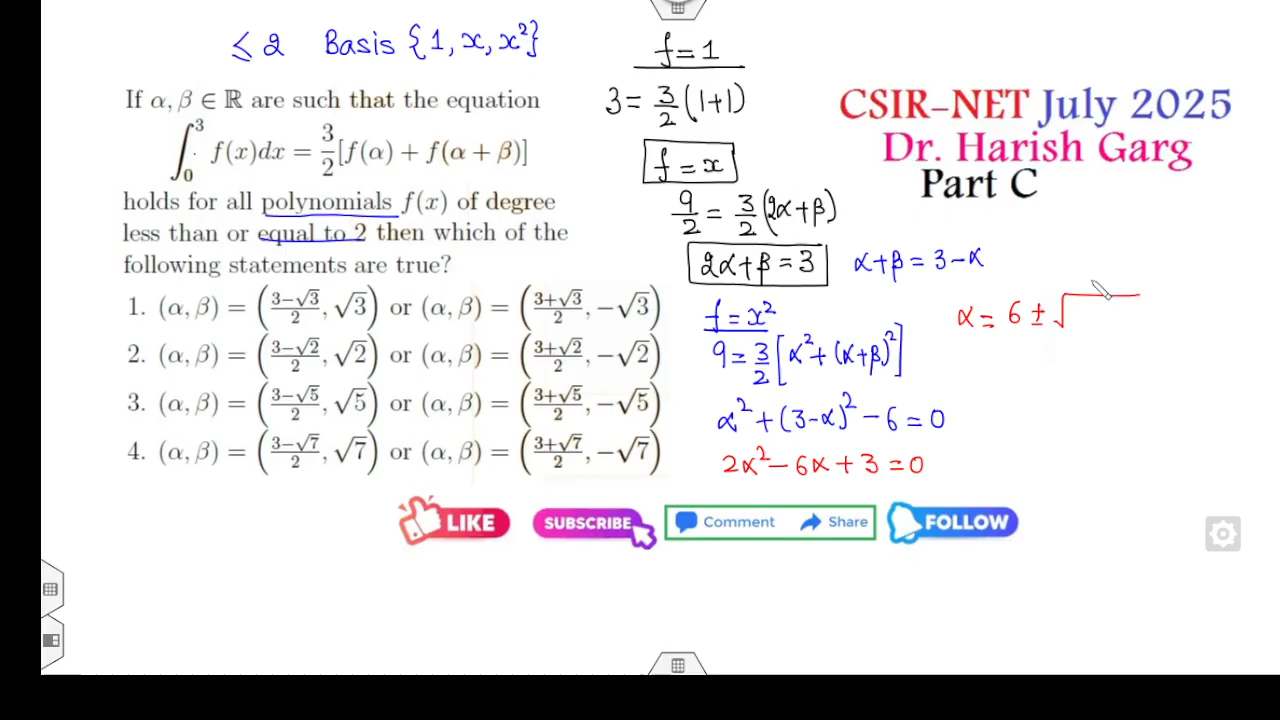 ≤ 2 Basis {1, x, x²}
If α, β ∈ ℝ are such that the equation
∫₀³ f(x)dx = 3/2 [f(α) + f(α + β)]
holds for all polynomials f(x) of degree
less than or equal to 2 then which of the
following statements are true?
1. (α, β) = ((3−√3)/2, √3) or (α, β) = ((3+√3)/2, −√3)
2. (α, β) = ((3−√2)/2, √2) or (α, β) = ((3+√2)/2, −√2)
3. (α, β) = ((3−√5)/2, √5) or (α, β) = ((3+√5)/2, −√5)
4. (α, β) = ((3−√7)/2, √7) or (α, β) = ((3+√7)/2, −√7)
f = 1
3 = 3/2 (1+1)
f = x
9/2 = 3/2 (2α+β)
2α+β = 3
α+β = 3−α
f = x²
9 = 3/2 [α² + (α+β)²]
α² + (3−α)² − 6 = 0
2α² − 6α + 3 = 0
α = 6 ± √
CSIR-NET July 2025
Dr. Harish Garg
Part C
LIKE
SUBSCRIBE
Comment
Share
FOLLOW